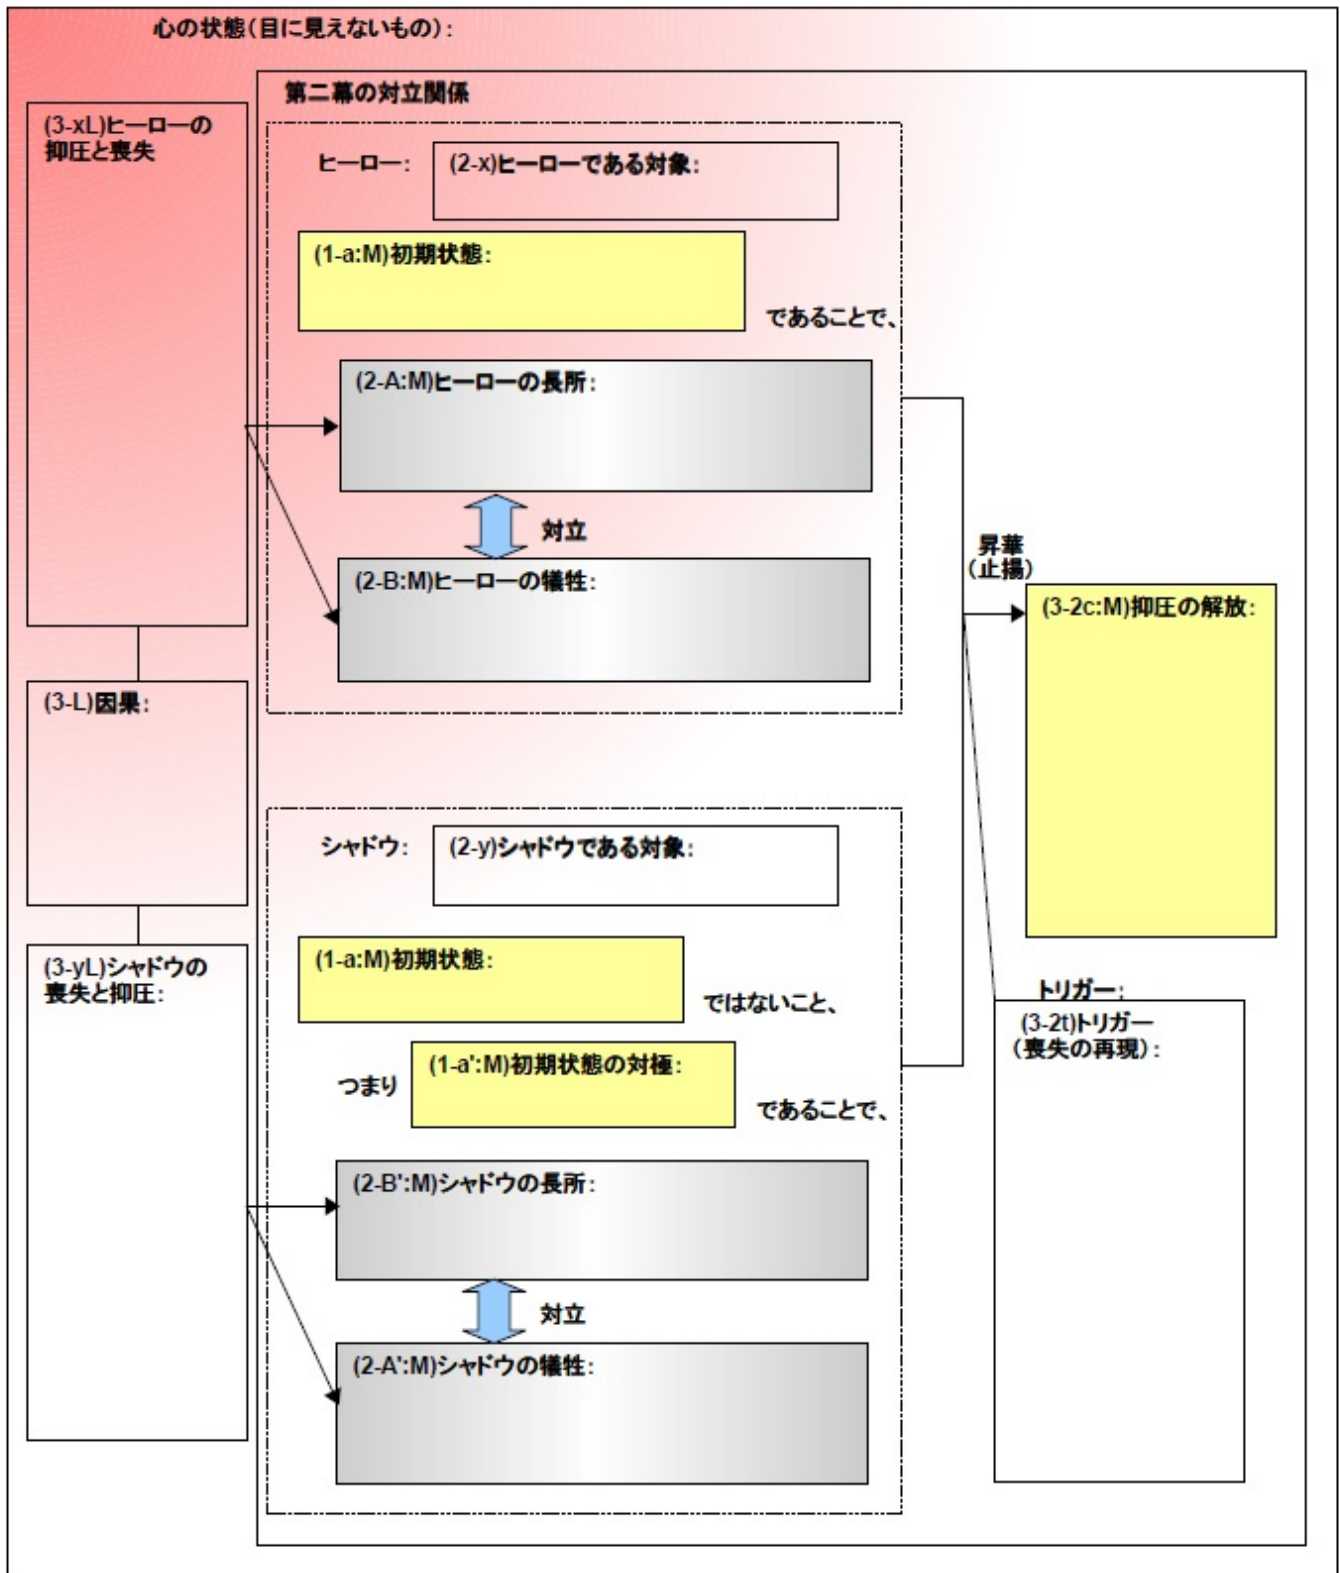 心の状態(目に見えないもの):
第二幕の対立関係
(3-xL)ヒーローの
抑圧と喪失
ヒーロー:
(2-x)ヒーローである対象:
(1-a:M)初期状態:
であることで、
(2-A:M)ヒーローの長所:
対立
(2-B:M)ヒーローの犠牲:
昇華
(止揚)
(3-2c:M)抑圧の解放:
(3-L)因果:
シャドウ:
(2-y)シャドウである対象:
(3-yL)シャドウの
喪失と抑圧:
(1-a:M)初期状態:
ではないこと、
つまり
(1-a':M)初期状態の対極:
であることで、
トリガー:
(3-2t)トリガー
(喪失の再現):
(2-B':M)シャドウの長所:
対立
(2-A':M)シャドウの犠牲: